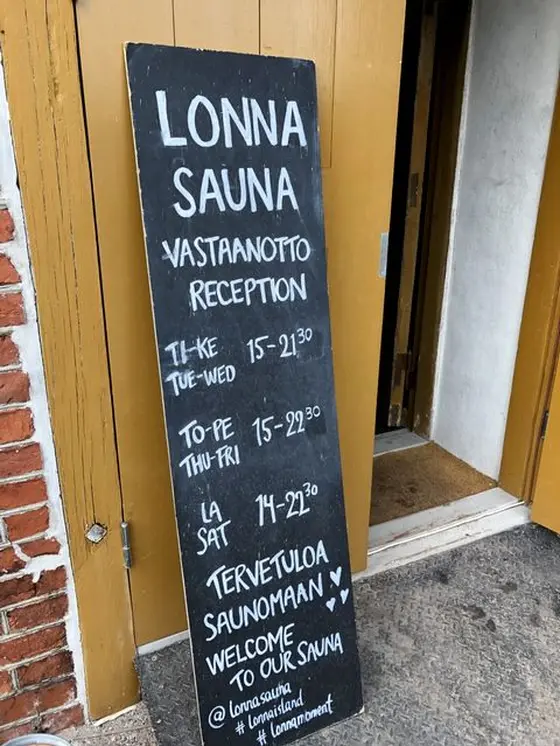 LONNA
SAUNA
VASTAANOTTO
RECEPTION
TI-KE 15-21³⁰
TUE-WED
TO-PE 15-22³⁰
THU-FRI
LA 14-22³⁰
SAT
TERVETULOA
SAUNOMAAN
WELCOME
TO OUR SAUNA
@lonnasauna
#lonnaisland
#lonnamoment